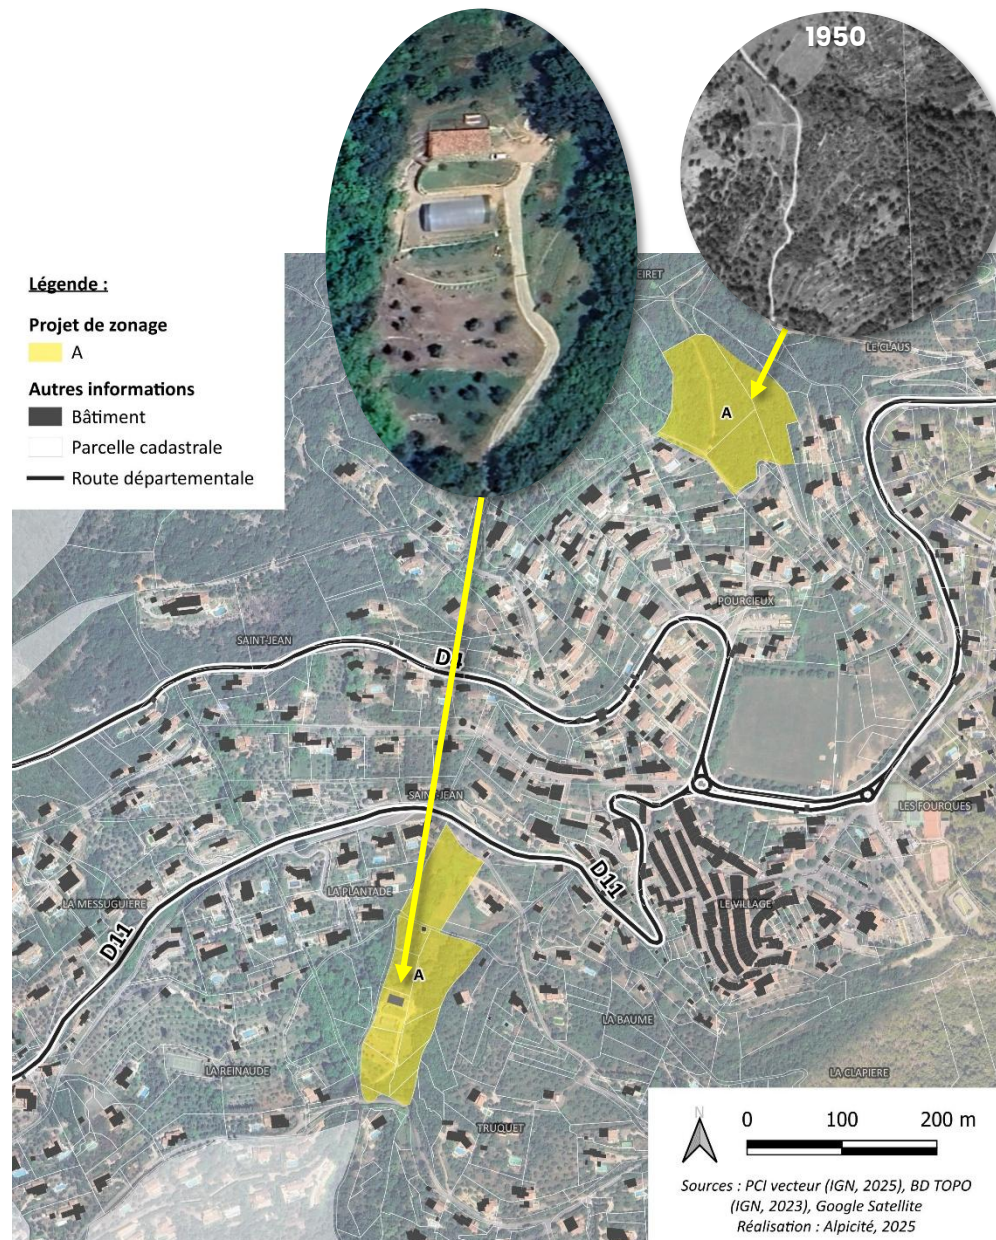 1950
Légende :
Projet de zonage
A
Autres informations
Bâtiment
Parcelle cadastrale
Route départementale
EIRET
LE CLAUS
A
POURCIEUX
SAINT-JEAN
SAINT-JEAN
LES FOURQUES
LA PLANTADE
LA MESSUGUIERE
D11
LE VILLAGE
D11
A
LA BAUME
LA REINAUDE
LA CLAPIERE
TRUQUET
N
0 100 200 m
Sources : PCI vecteur (IGN, 2025), BD TOPO
(IGN, 2023), Google Satellite
Réalisation : Alpicité, 2025